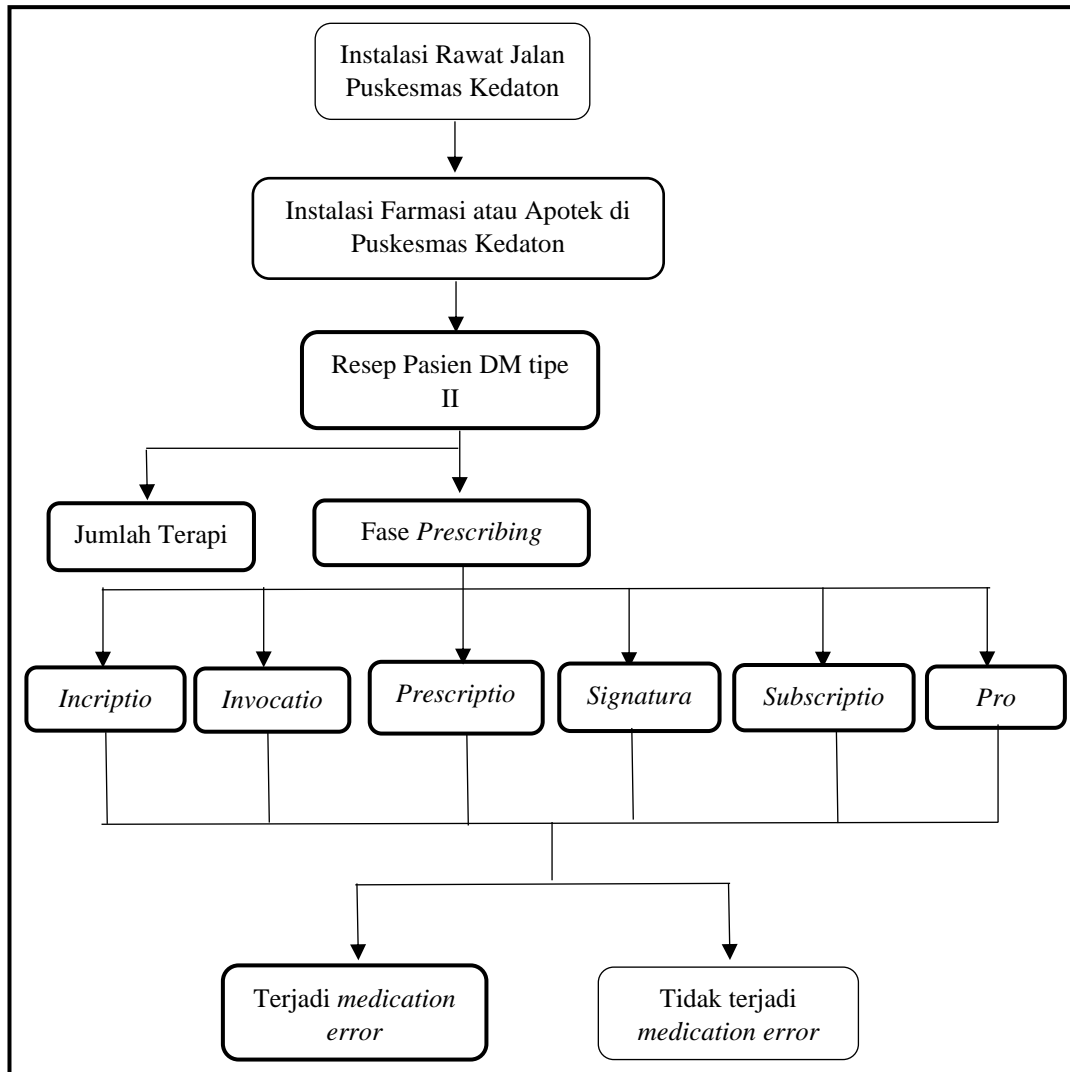 Instalasi Rawat Jalan
Puskesmas Kedaton
Instalasi Farmasi atau Apotek di
Puskesmas Kedaton
Resep Pasien DM tipe
II
Jumlah Terapi
Fase Prescribing
Incriptio
Invocatio
Prescriptio
Signatura
Subscriptio
Pro
Terjadi medication
error
Tidak terjadi
medication error